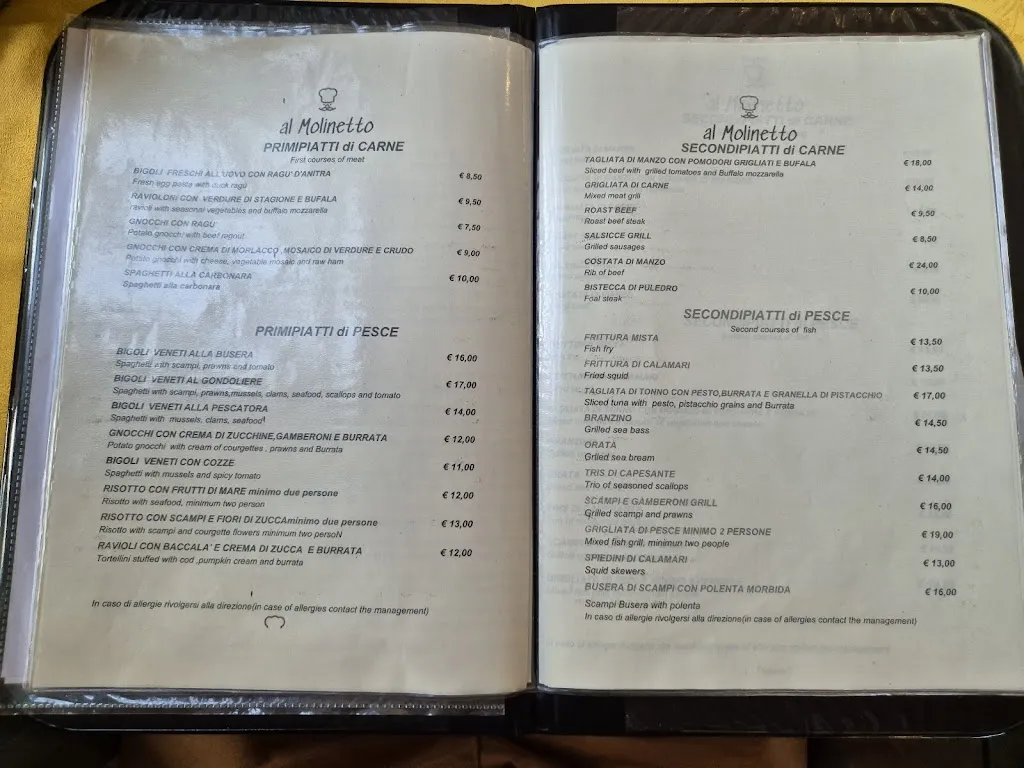 al Molinetto
PRIMIPIATTI di CARNE
First courses of meat
BIGOLI FRESCHI ALL'UOVO CON RAGU' D'ANITRA € 8,50
Fresh egg pasta with duck ragù
RAVIOLONI CON VERDURE DI STAGIONE E BUFALA € 9,50
ravioli with seasonal vegetables and buffalo mozzarella
GNOCCHI CON RAGU' € 7,50
Potato gnocchi with beef ragout
GNOCCHI CON CREMA DI MORLACCO ,MOSAICO DI VERDURE E CRUDO € 9,00
Potato gnocchi with cheese, vegetable mosaic and raw ham
SPAGHETTI ALLA CARBONARA € 10,00
Spaghetti alla carbonara
PRIMIPIATTI di PESCE
BIGOLI VENETI ALLA BUSERA € 16,00
Spaghetti with scampi, prawns and tomato
BIGOLI VENETI AL GONDOLIERE € 17,00
Spaghetti with scampi, prawns,mussels, clams, seafood, scallops and tomato
BIGOLI VENETI ALLA PESCATORA € 14,00
Spaghetti with mussels, clams, seafood
GNOCCHI CON CREMA DI ZUCCHINE,GAMBERONI E BURRATA € 12,00
Potato gnocchi with cream of courgettes , prawns and Burrata
BIGOLI VENETI CON COZZE € 11,00
Spaghetti with mussels and spicy tomato
RISOTTO CON FRUTTI DI MARE minimo due persone € 12,00
Risotto with seafood, minimum two person
RISOTTO CON SCAMPI E FIORI DI ZUCCAminimo due persone € 13,00
Risotto with scampi and courgette flowers minimum two persoN
RAVIOLI CON BACCALA' E CREMA DI ZUCCA E BURRATA € 12,00
Tortellini stuffed with cod ,pumpkin cream and burrata
In caso di allergie rivolgersi alla direzione(in case of allergies contact the management)
al Molinetto
SECONDIPIATTI di CARNE
TAGLIATA DI MANZO CON POMODORI GRIGLIATI E BUFALA € 18,00
Sliced beef with grilled tomatoes and Buffalo mozzarella
GRIGLIATA DI CARNE € 14,00
Mixed meat grill
ROAST BEEF € 9,50
Roast beef steak
SALSICCE GRILL € 8,50
Grilled sausages
COSTATA DI MANZO € 24,00
Rib of beef
BISTECCA DI PULEDRO € 10,00
Foal steak
SECONDIPIATTI di PESCE
Second courses of fish
FRITTURA MISTA € 13,50
Fish fry
FRITTURA DI CALAMARI € 13,50
Fried squid
TAGLIATA DI TONNO CON PESTO,BURRATA E GRANELLA DI PISTACCHIO € 17,00
Sliced tuna with pesto, pistacchio grains and Burrata
BRANZINO € 14,50
Grilled sea bass
ORATA € 14,50
Grlled sea bream
TRIS DI CAPESANTE € 14,00
Trio of seasoned scallops
SCAMPI E GAMBERONI GRILL € 16,00
Grilled scampi and prawns
GRIGLIATA DI PESCE MINIMO 2 PERSONE € 19,00
Mixed fish grill, minimun two people
SPIEDINI DI CALAMARI € 13,00
Squid skewers
BUSERA DI SCAMPI CON POLENTA MORBIDA € 16,00
Scampi Busera with polenta
In caso di allergie rivolgersi alla direzione(in case of allergies contact the management)